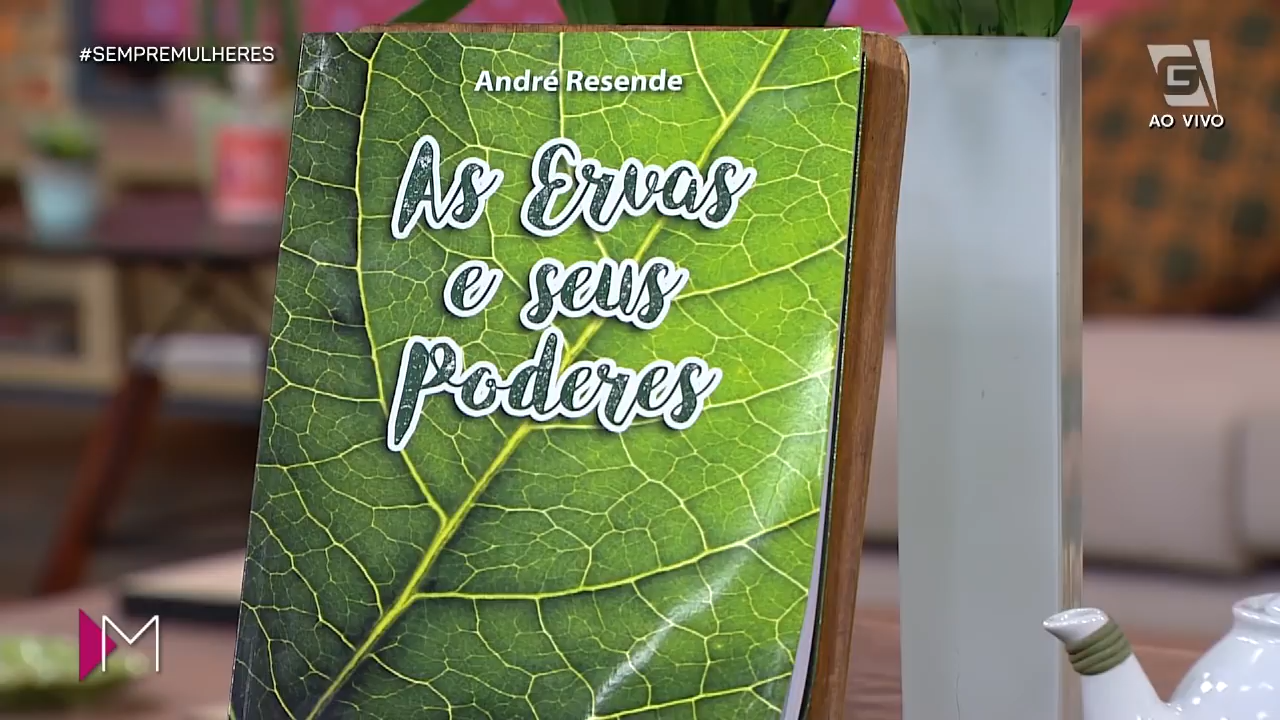 #SEMPREMULHERES
G
AO VIVO
André Resende
As Ervas
e seus
Poderes
M